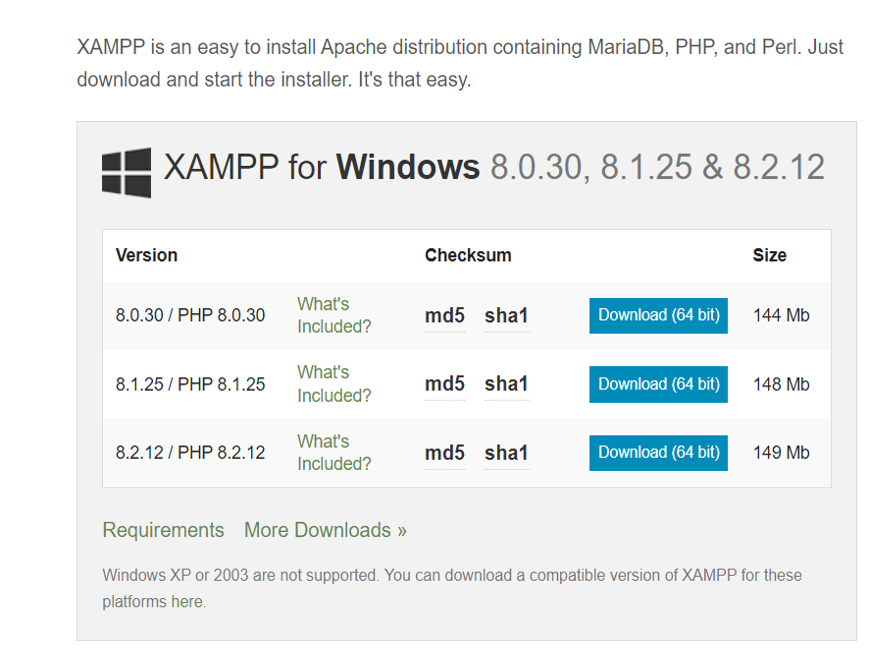 XAMPP is an easy to install Apache distribution containing MariaDB, PHP, and Perl. Just
download and start the installer. It's that easy.
XAMPP for Windows 8.0.30, 8.1.25 & 8.2.12
Version Checksum Size
8.0.30 / PHP 8.0.30 What's Included? md5 sha1 Download (64 bit) 144 Mb
8.1.25 / PHP 8.1.25 What's Included? md5 sha1 Download (64 bit) 148 Mb
8.2.12 / PHP 8.2.12 What's Included? md5 sha1 Download (64 bit) 149 Mb
Requirements More Downloads »
Windows XP or 2003 are not supported. You can download a compatible version of XAMPP for these
platforms here.